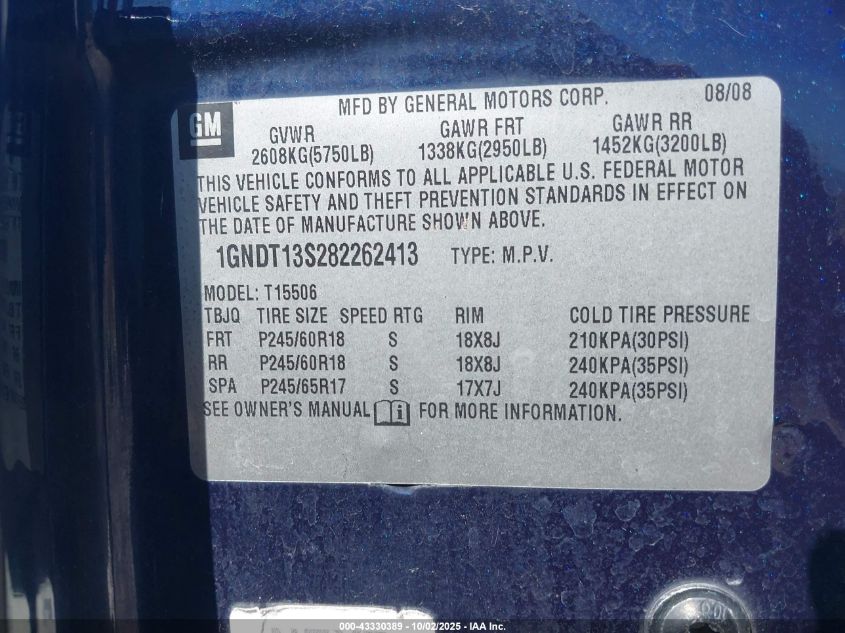 MFD BY GENERAL MOTORS CORP. 08/08
GM
GVWR GAWR FRT GAWR RR
2608KG(5750LB) 1338KG(2950LB) 1452KG(3200LB)
THIS VEHICLE CONFORMS TO ALL APPLICABLE U.S. FEDERAL MOTOR
VEHICLE SAFETY AND THEFT PREVENTION STANDARDS IN EFFECT ON
THE DATE OF MANUFACTURE SHOWN ABOVE.
1GNDT13S282262413 TYPE: M.P.V.
MODEL: T15506
TBJQ TIRE SIZE SPEED RTG RIM COLD TIRE PRESSURE
FRT P245/60R18 S 18X8J 210KPA(30PSI)
RR P245/60R18 S 18X8J 240KPA(35PSI)
SPA P245/65R17 S 17X7J 240KPA(35PSI)
SEE OWNER'S MANUAL i FOR MORE INFORMATION.
000-43330389 - 10/02/2025 - IAA Inc.